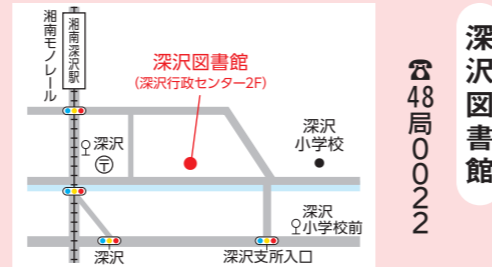 深沢図書館
☎48局0022
湘南モノレール
湘南深沢駅
深沢図書館
(深沢行政センター2F)
深沢
〒
深沢
小学校
深沢
小学校前
深沢
深沢支所入口